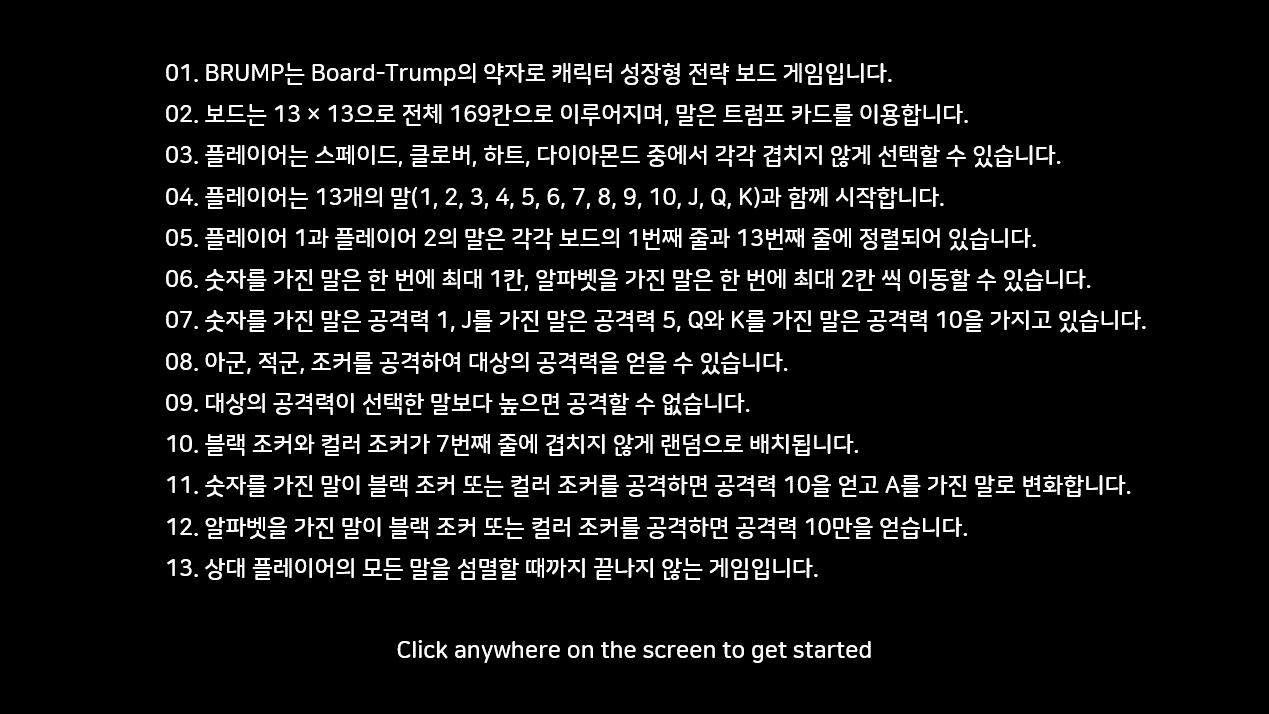 01. BRUMP는 Board-Trump의 약자로 캐릭터 성장형 전략 보드 게임입니다.
02. 보드는 13 × 13으로 전체 169칸으로 이루어지며, 말은 트럼프 카드를 이용합니다.
03. 플레이어는 스페이드, 클로버, 하트, 다이아몬드 중에서 각각 겹치지 않게 선택할 수 있습니다.
04. 플레이어는 13개의 말(1, 2, 3, 4, 5, 6, 7, 8, 9, 10, J, Q, K)과 함께 시작합니다.
05. 플레이어 1과 플레이어 2의 말은 각각 보드의 1번째 줄과 13번째 줄에 정렬되어 있습니다.
06. 숫자를 가진 말은 한 번에 최대 1칸, 알파벳을 가진 말은 한 번에 최대 2칸 씩 이동할 수 있습니다.
07. 숫자를 가진 말은 공격력 1, J를 가진 말은 공격력 5, Q와 K를 가진 말은 공격력 10을 가지고 있습니다.
08. 아군, 적군, 조커를 공격하여 대상의 공격력을 얻을 수 있습니다.
09. 대상의 공격력이 선택한 말보다 높으면 공격할 수 없습니다.
10. 블랙 조커와 컬러 조커가 7번째 줄에 겹치지 않게 랜덤으로 배치됩니다.
11. 숫자를 가진 말이 블랙 조커 또는 컬러 조커를 공격하면 공격력 10을 얻고 A를 가진 말로 변화합니다.
12. 알파벳을 가진 말이 블랙 조커 또는 컬러 조커를 공격하면 공격력 10만을 얻습니다.
13. 상대 플레이어의 모든 말을 섬멸할 때까지 끝나지 않는 게임입니다.
Click anywhere on the screen to get started